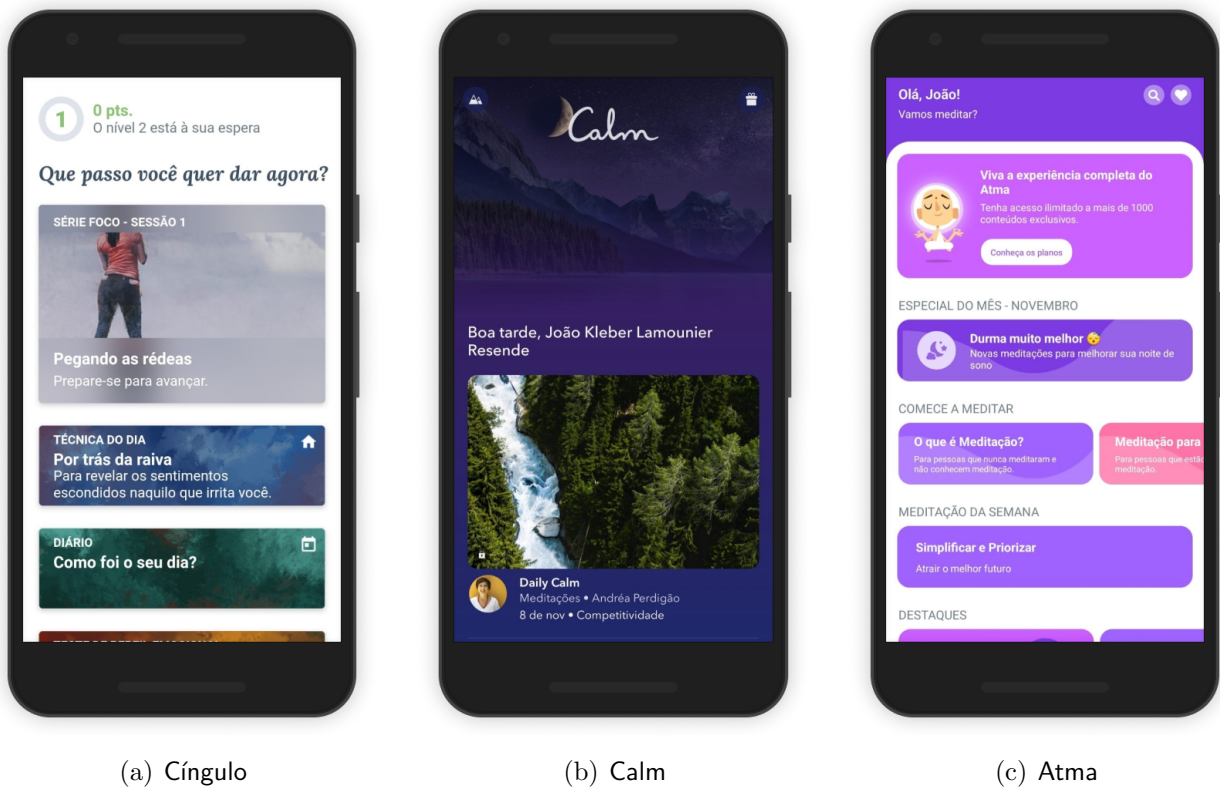 1
0 pts.
O nível 2 está à sua espera
Que passo você quer dar agora?
SÉRIE FOCO - SESSÃO 1
Pegando as rédeas
Prepare-se para avançar.
TÉCNICA DO DIA
Por trás da raiva
Para revelar os sentimentos
escondidos naquilo que irrita você.
DIÁRIO
Como foi o seu dia?
(a) Cíngulo
Calm
Boa tarde, João Kleber Lamounier
Resende
Daily Calm
Meditações • Andréa Perdigão
8 de nov • Competitividade
(b) Calm
Olá, João!
Vamos meditar?
Viva a experiência completa do
Atma
Tenha acesso ilimitado a mais de 1000
conteúdos exclusivos.
Conheça os planos
ESPECIAL DO MÊS - NOVEMBRO
Durma muito melhor 😴
Novas meditações para melhorar sua noite de
sono
COMECE A MEDITAR
O que é Meditação?
Para pessoas que nunca meditaram e
não conhecem meditação.
Meditação para
Para pessoas que estão
meditação.
MEDITAÇÃO DA SEMANA
Simplificar e Priorizar
Atrair o melhor futuro
DESTAQUES
(c) Atma